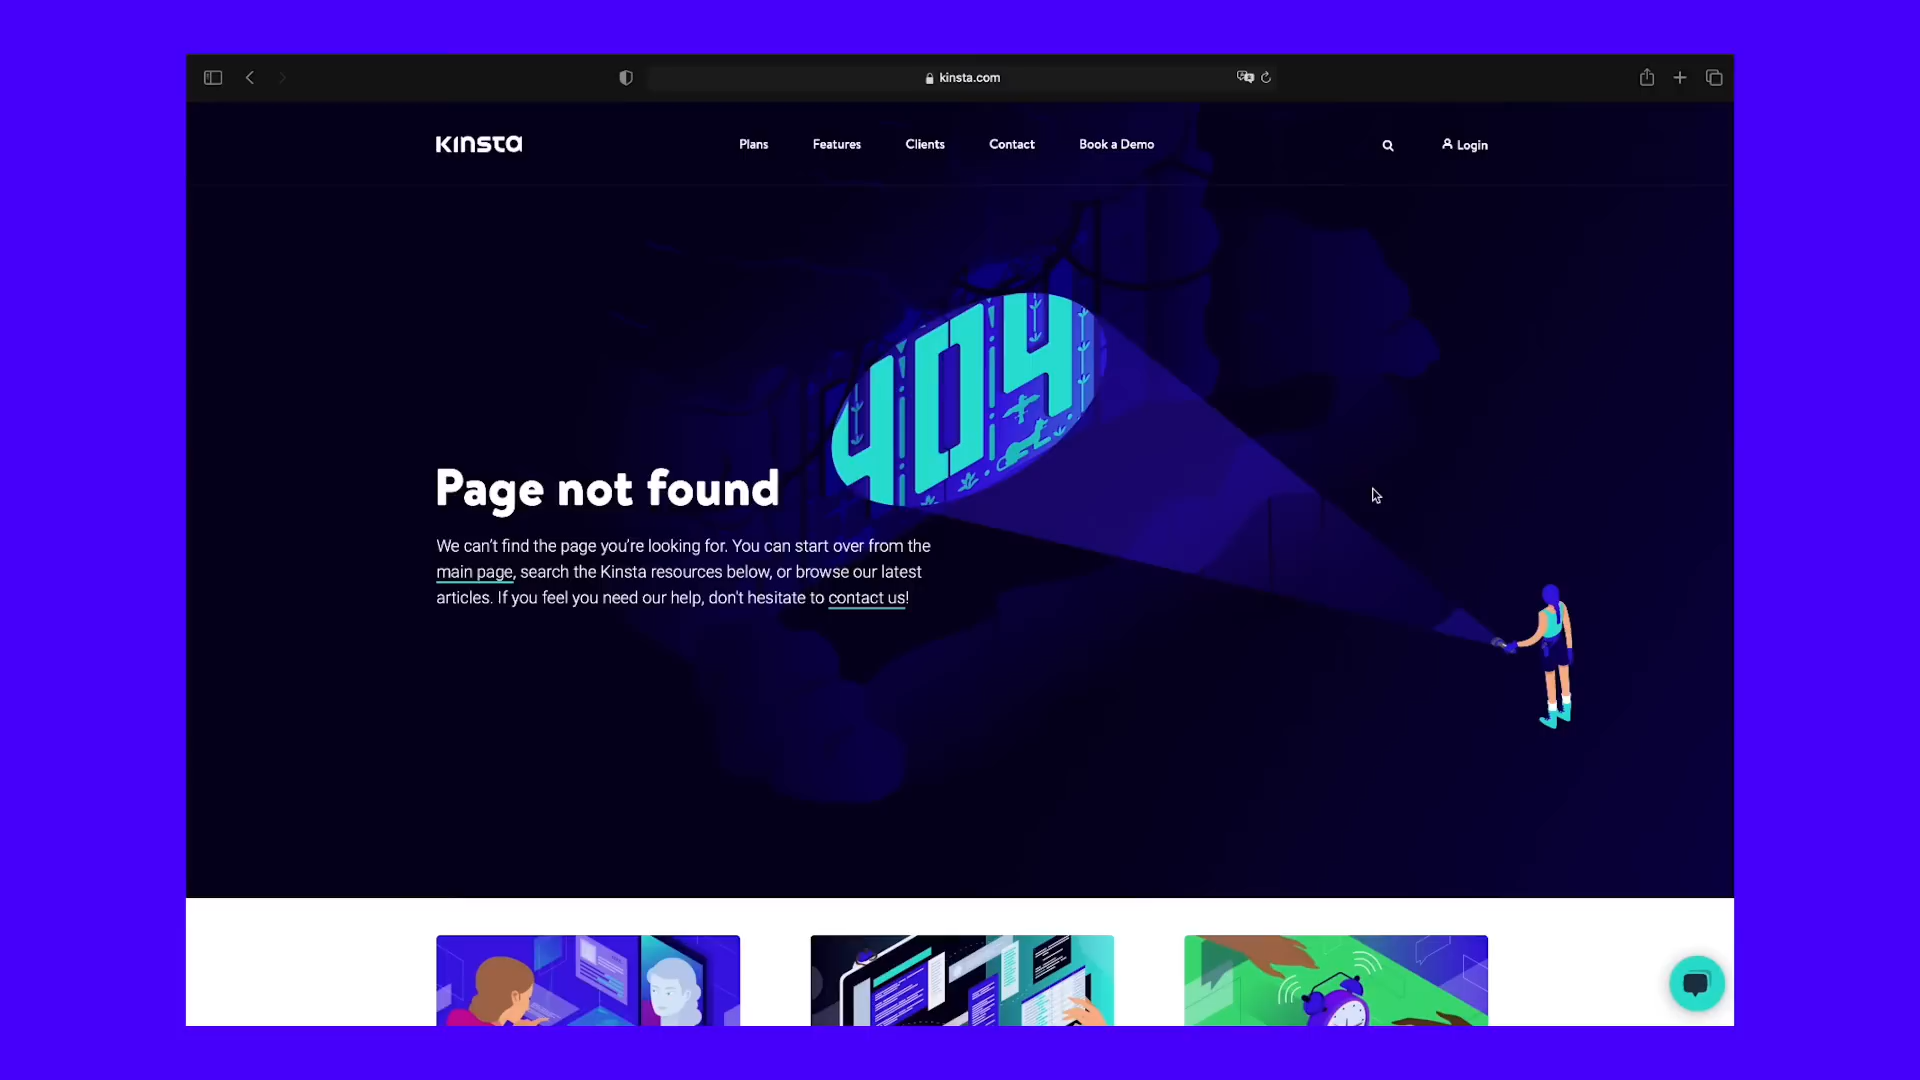 kinsta.com
KINSTA
Plans
Features
Clients
Contact
Book a Demo
Login
404
Page not found
We can't find the page you're looking for. You can start over from the
main page, search the Kinsta resources below, or browse our latest
articles. If you feel you need our help, don't hesitate to contact us!